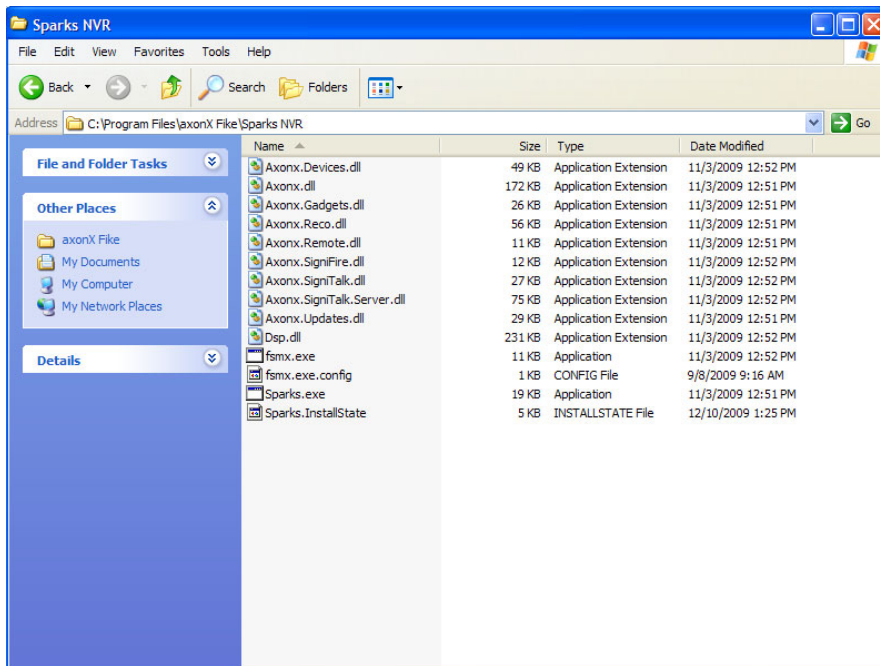 Sparks NVR
File Edit View Favorites Tools Help
Back Search Folders
Address C:\Program Files\axonX Fike\Sparks NVR Go
File and Folder Tasks
Other Places
axonX Fike
My Documents
My Computer
My Network Places
Details
Name Size Type Date Modified
Axonx.Devices.dll 49 KB Application Extension 11/3/2009 12:52 PM
Axonx.dll 172 KB Application Extension 11/3/2009 12:51 PM
Axonx.Gadgets.dll 26 KB Application Extension 11/3/2009 12:51 PM
Axonx.Reco.dll 56 KB Application Extension 11/3/2009 12:51 PM
Axonx.Remote.dll 11 KB Application Extension 11/3/2009 12:51 PM
Axonx.SigniFire.dll 12 KB Application Extension 11/3/2009 12:52 PM
Axonx.SigniTalk.dll 27 KB Application Extension 11/3/2009 12:52 PM
Axonx.SigniTalk.Server.dll 75 KB Application Extension 11/3/2009 12:52 PM
Axonx.Updates.dll 29 KB Application Extension 11/3/2009 12:51 PM
Dsp.dll 231 KB Application Extension 11/3/2009 12:52 PM
fsmx.exe 11 KB Application 11/3/2009 12:52 PM
fsmx.exe.config 1 KB CONFIG File 9/8/2009 9:16 AM
Sparks.exe 19 KB Application 11/3/2009 12:51 PM
Sparks.InstallState 5 KB INSTALLSTATE File 12/10/2009 1:25 PM